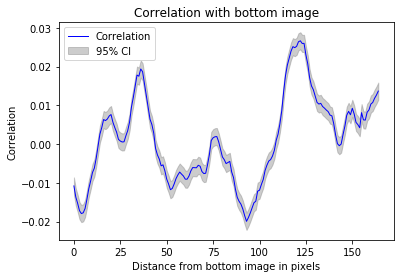 Correlation with bottom image
Correlation
95% CI
0.03
0.02
0.01
0.00
−0.01
−0.02
Correlation
0
25
50
75
100
125
150
Distance from bottom image in pixels